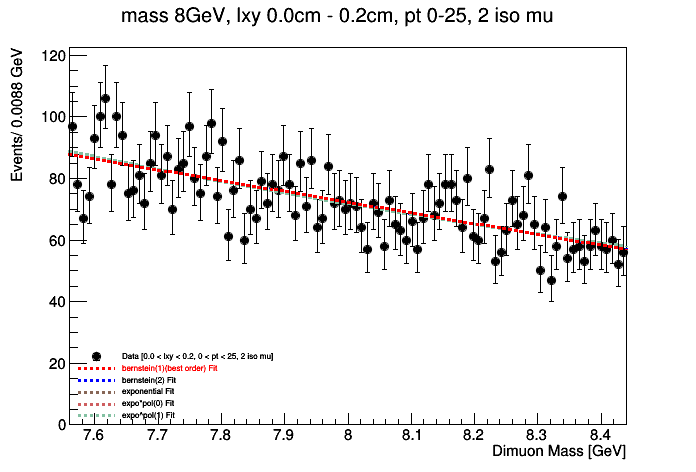 mass 8GeV, lxy 0.0cm - 0.2cm, pt 0-25, 2 iso mu
Events/ 0.0088 GeV
120
100
80
60
40
20
0
Data [0.0 < lxy < 0.2, 0 < pt < 25, 2 iso mu]
bernstein(1)(best order) Fit
bernstein(2) Fit
exponential Fit
expo*pol(0) Fit
expo*pol(1) Fit
7.6 7.7 7.8 7.9 8 8.1 8.2 8.3 8.4
Dimuon Mass [GeV]